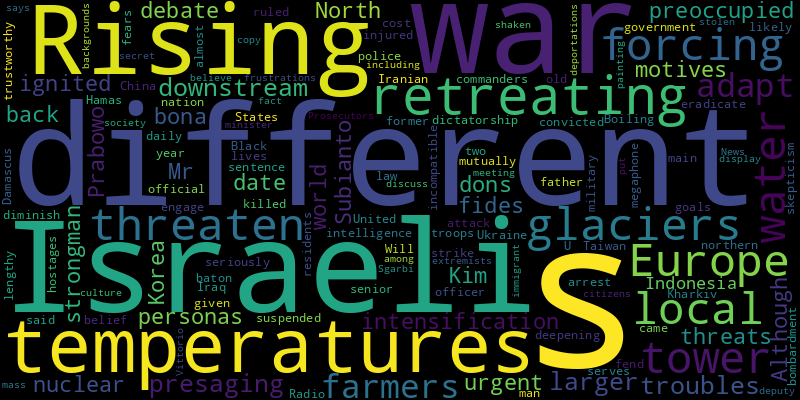 says
backgrounds
Rising
debate
fears
North
ruled
cost
injured
war
shaken
deportations
preoccupied
government
stolen
likely
forcing
trustworthy
secret
almost
copy
ignited
China
downstream
believe
frustrations
police
including
Iranian
commanders
old
painting
motives
adapt
retreating
back
Hamas
nation
bona
fact
States
Prosecutors
former
dictatorship
convicted
Boiling
eradicate
society
minister
Prabowo
different
daily
Black
year
lives
Mr
official
sentence
date
world
Subianto
law
discuss
incompatible
two
mutually
meeting
dons
father
military
put
megaphone
main
News
display
goals
water
skepticism
Damascus
engage
killed
residents
diminish
threaten
United
intelligence
attack
troops
Ukraine
fides
glaciers
U
Taiwan
northern
Israeli
s
lengthy
hostages
strongman
Korea
seriously
baton
Iraq
Will
among
Sgarbi
strike
extremists
immigrant
Kim
officer
senior
arrest
citizens
Europe
Indonesia
Kharkiv
local
Although
bombardment
culture
said
belief
personas
given
suspended
Vittorio
intensification
came
threats
temperatures
deepening
fend
tower
mass
nuclear
presaging
Radio
farmers
urgent
man
serves
larger
troubles
deputy